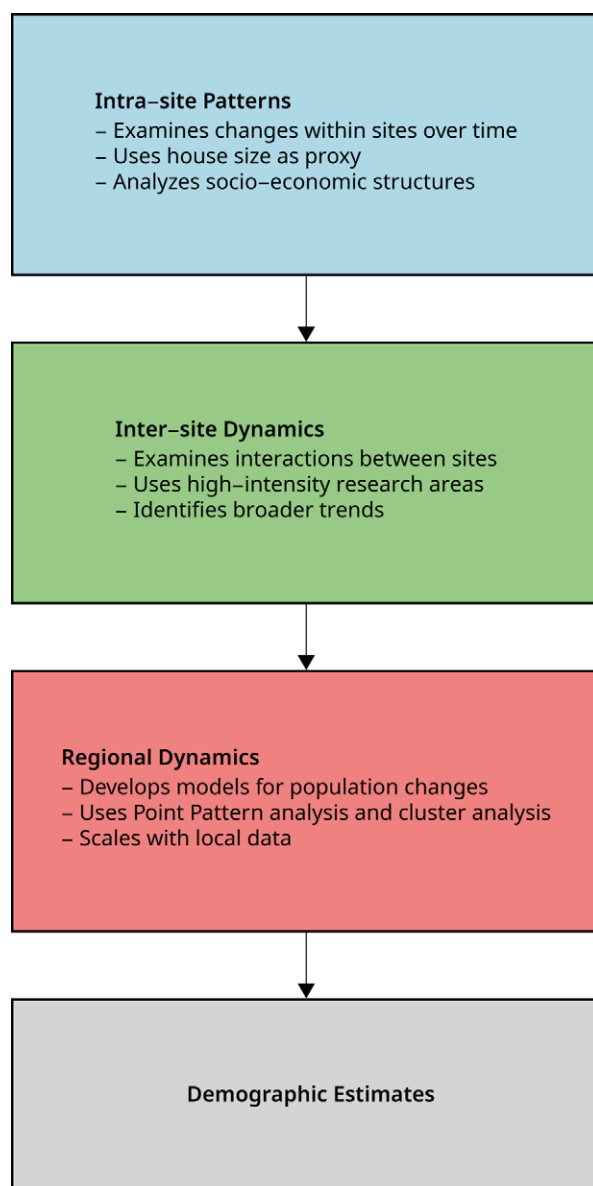 Intra–site Patterns
– Examines changes within sites over time
– Uses house size as proxy
– Analyzes socio–economic structures
Inter–site Dynamics
– Examines interactions between sites
– Uses high–intensity research areas
– Identifies broader trends
Regional Dynamics
– Develops models for population changes
– Uses Point Pattern analysis and cluster analysis
– Scales with local data
Demographic Estimates